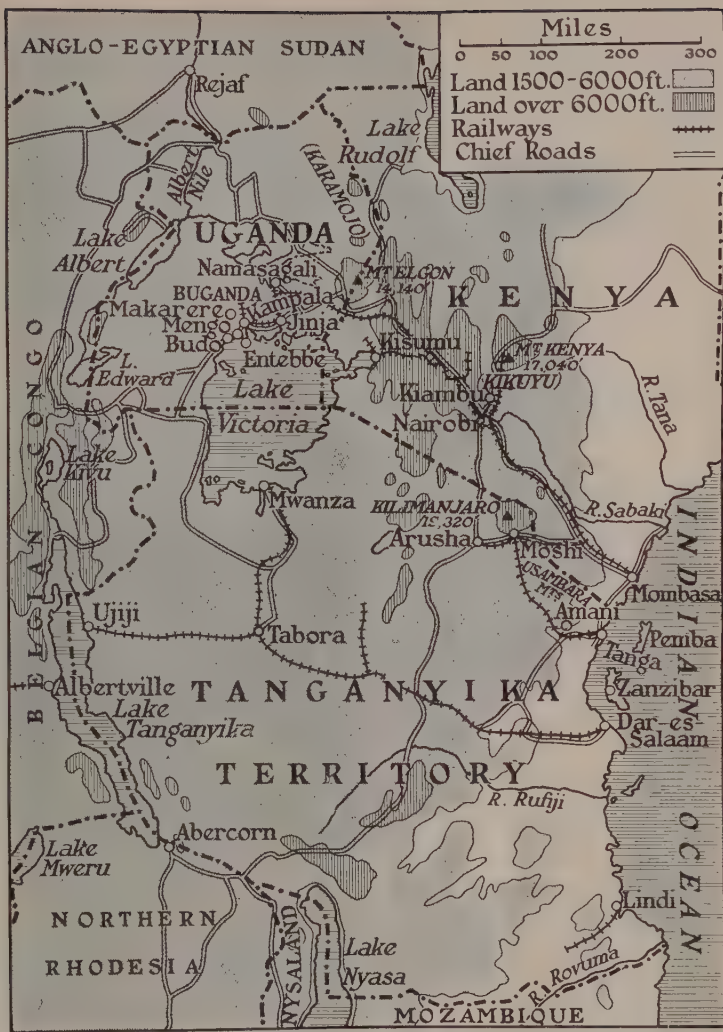 ANGLO-EGYPTIAN SUDAN
Miles
0 50 100 200 300
Land 1500-6000ft.
Land over 6000ft.
Railways
Chief Roads
Rejaf
Lake
Rudolf
(KARAMOJO)
Albert
Nile
Lake
Albert
UGANDA
Namasagali
MT ELGON
14,140'
BUGANDA
Kampala
Makarere
Mengo
Jinja
Budo
Entebbe
KENYA
Kisumu
MT. KENYA
17,040'
(KIKUYU)
Kiambu
Nairobi
R. Tana
L.
Edward
Lake
Victoria
Lake
Kivu
Mwanza
KILIMANJARO
Arusha
Moshi
R. Sabaki
Mombasa
USAMBARA
MTS
Amani
Tanga
Pemba
Zanzibar
Dar-es-
Salaam
INDIAN OCEAN
BELGIAN CONGO
Ujiji
Tabora
Albertville
Lake
Tanganyika
TANGANYIKA
TERRITORY
R. Rufiji
Abercorn
Lake
Mweru
NORTHERN
RHODESIA
NYSALAND
Lake
Nyasa
Lindi
R. Rovuma
MOZAMBIQUE